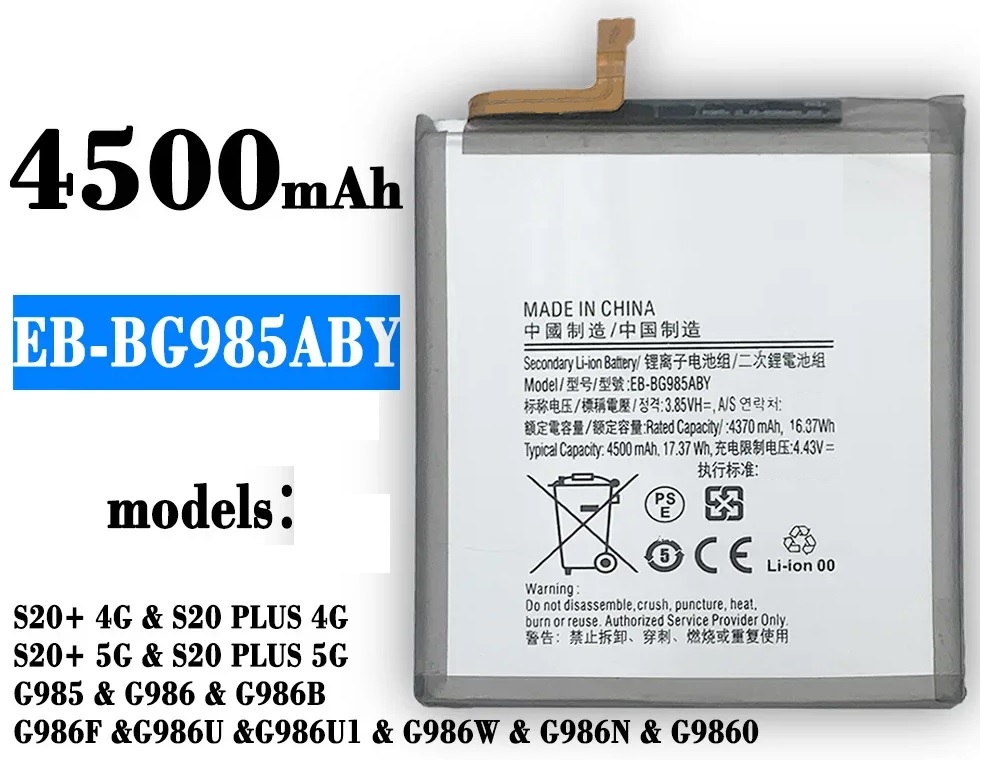 4500mAh
EB-BG985ABY
models:
S20+ 4G & S20 PLUS 4G
S20+ 5G & S20 PLUS 5G
G985 & G986 & G986B
G986F &G986U &G986U1 & G986W & G986N & G9860
MADE IN CHINA
中國制造/中国制造
Secondary Li-ion Battery/ 锂离子电池组/二次鋰電池組
Model/型号/型號:EB-BG985ABY
标称电压/標稱電壓/정격:3.85VH=, A/S 연락처:
额定電容量/额定容量:Rated Capacity/ :4370 mAh, 16.97Wh
Typical Capacity: 4500 mAh, 17.37 Wh, 充电限制电压:4.43V=
执行标准:
PS
E
5
CE
Li-ion 00
Warning:
Do not disassemble, crush, puncture, heat,
burn or reuse. Authorized Service Provider Only.
警告: 禁止拆卸、穿刺、燃烧或重复使用